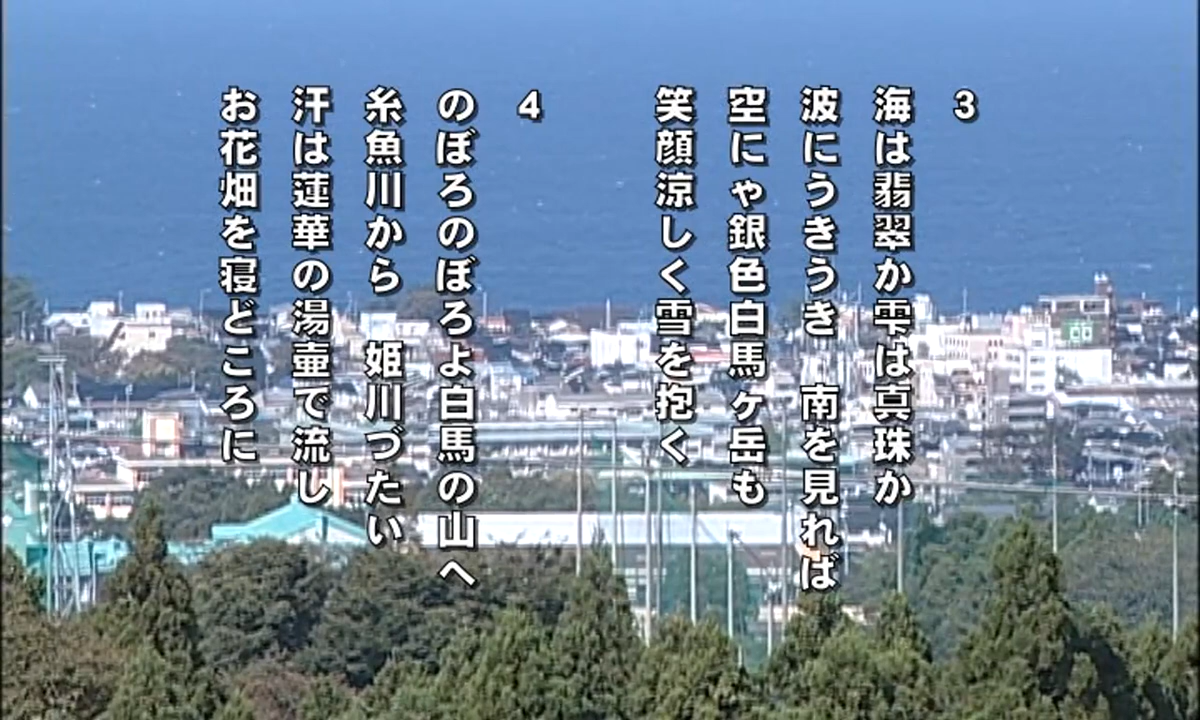 3
海は翡翠か雫は真珠か
波にうきうき 南を見れば
空にゃ銀色白馬ヶ岳も
笑顔涼しく雪を抱く
4
のぼろのぼろよ白馬の山へ
糸魚川から 姫川づたい
汗は蓮華の湯壷で流し
お花畑を寝どころに